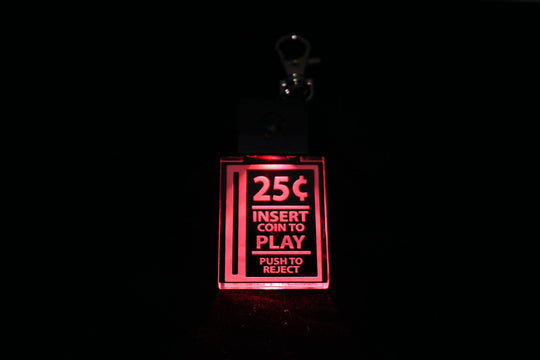 25¢
INSERT
COIN TO
PLAY
PUSH TO
REJECT